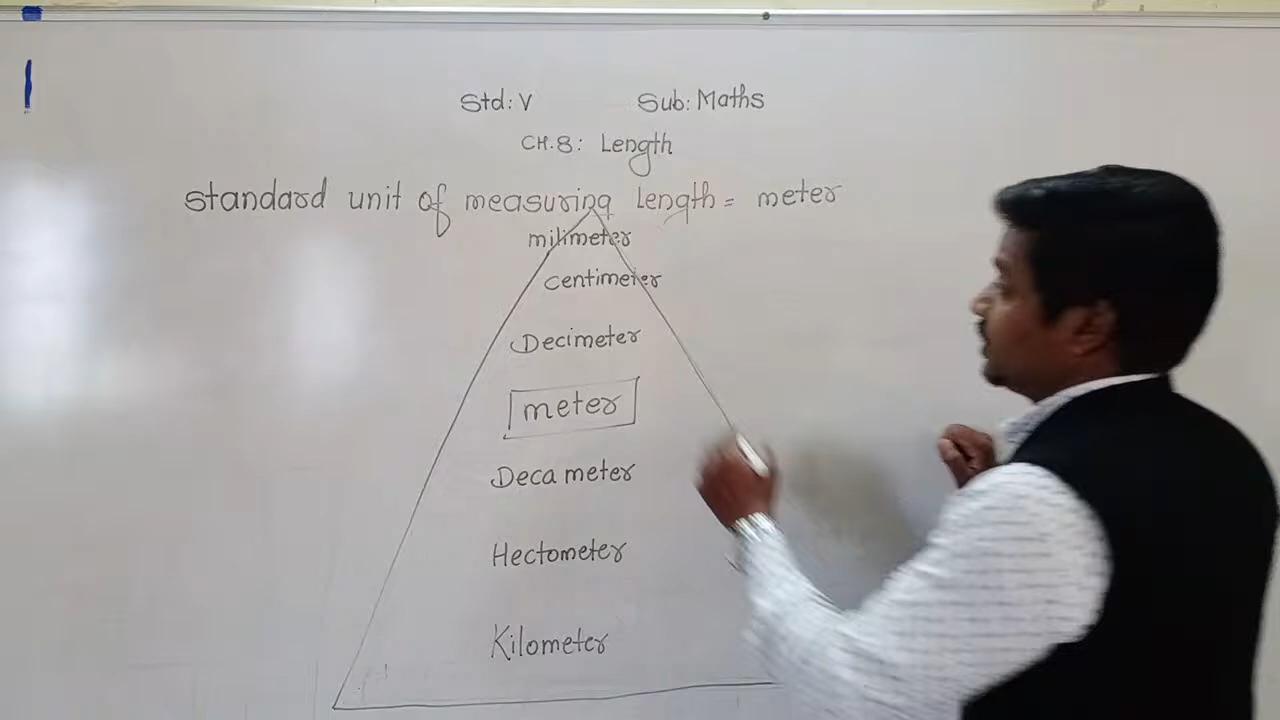 Std: V Sub: Maths
CH.8: Length
standard unit of measuring length = meter
milimeter
centimeter
Decimeter
meter
Deca meter
Hectometer
Kilometer